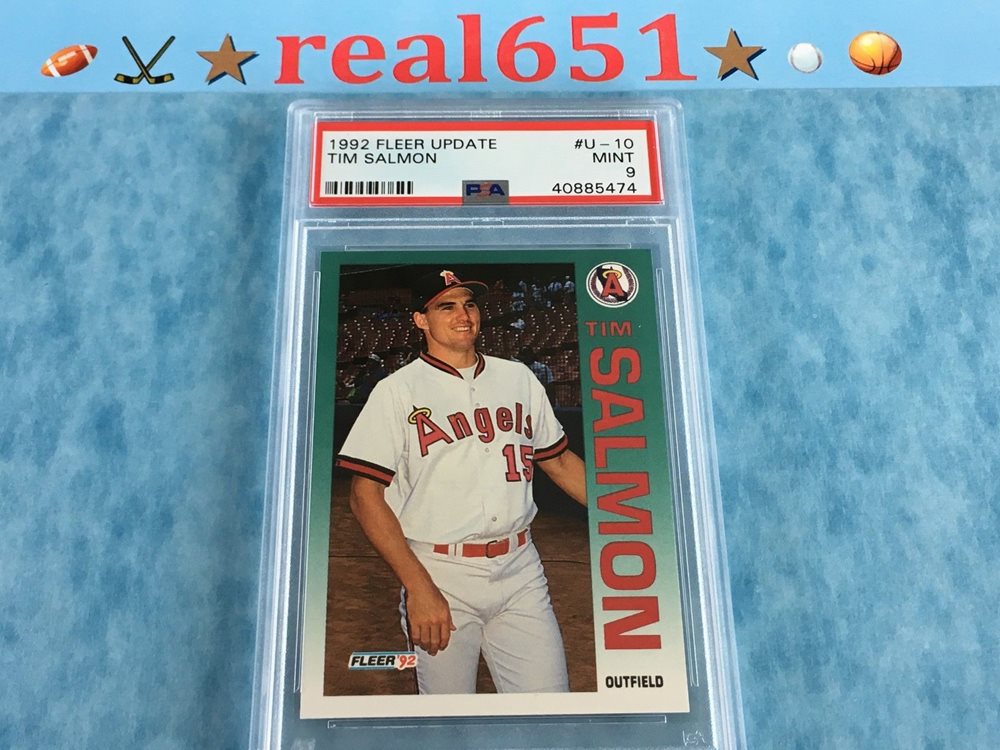 real651
1992 FLEER UPDATE #U-10
TIM SALMON MINT
9
PSA 40885474
A
TIM
SALMON
A
Angels
15
FLEER '92
OUTFIELD